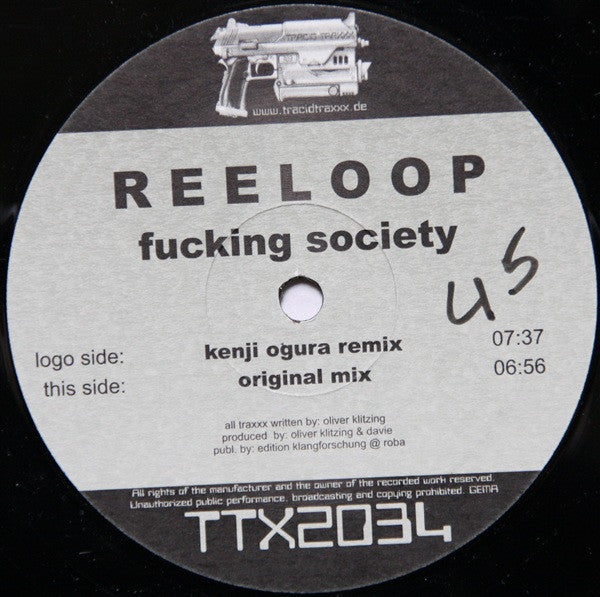 TRACID TRAXXX
www.tracidtraxxx.de
REELOOP
fucking society
45
logo side: kenji ogura remix 07:37
this side: original mix 06:56
all traxxx written by: oliver klitzing
produced by: oliver klitzing & davie
publ. by: edition klangforschung @ roba
All rights of the manufacturer and the owner of the recorded work reserved.
Unauthorized public performance, broadcasting and copying prohibited. GEMA
TTX2034